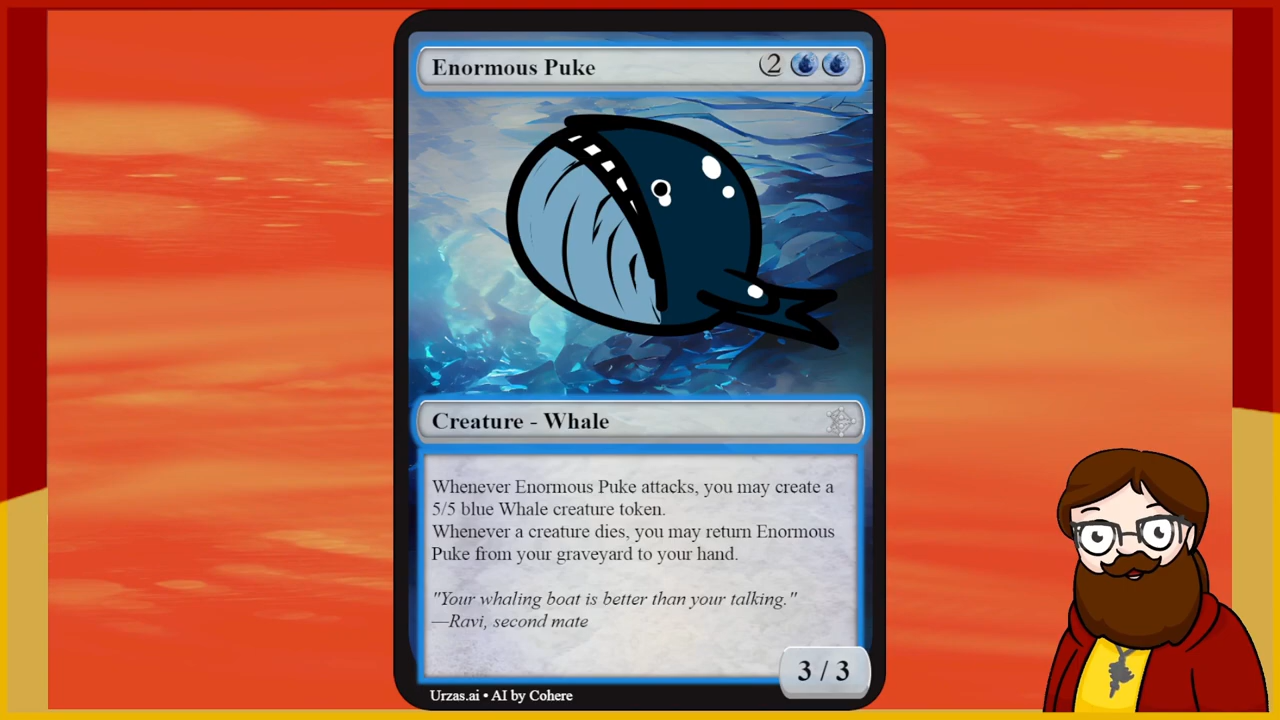 Enormous Puke 2
Creature - Whale
Whenever Enormous Puke attacks, you may create a
5/5 blue Whale creature token.
Whenever a creature dies, you may return Enormous
Puke from your graveyard to your hand.
"Your whaling boat is better than your talking."
—Ravi, second mate
3 / 3
Urzas.ai • AI by Cohere